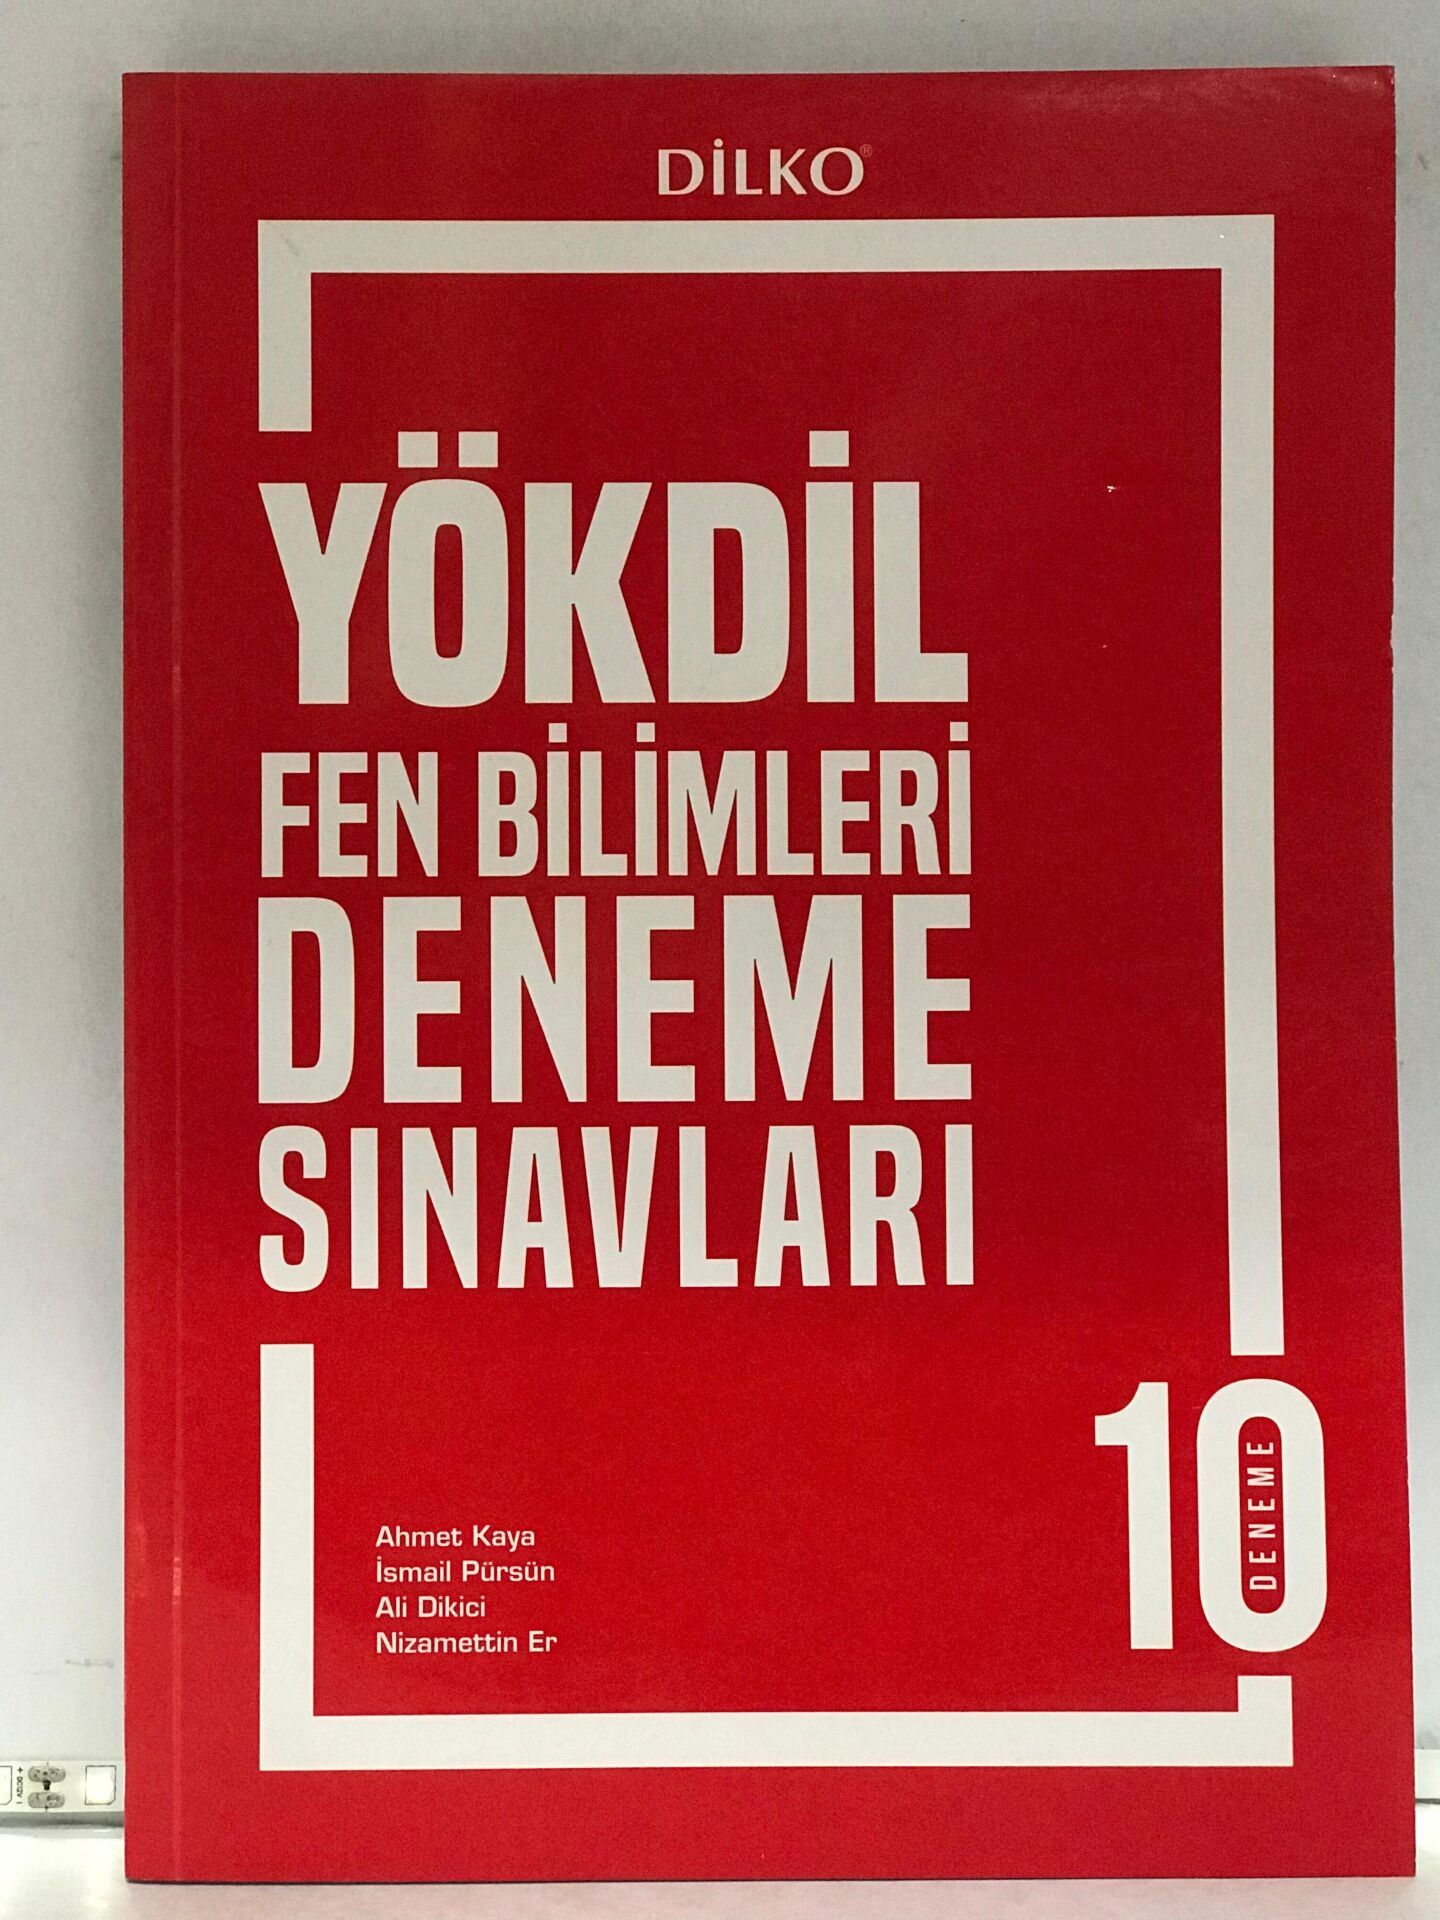 DİLKO®
YÖKDİL
FEN BİLİMLERİ
DENEME
SINAVLARI
10
DENEME
Ahmet Kaya
İsmail Pürsün
Ali Dikici
Nizamettin Er
+ DC12V